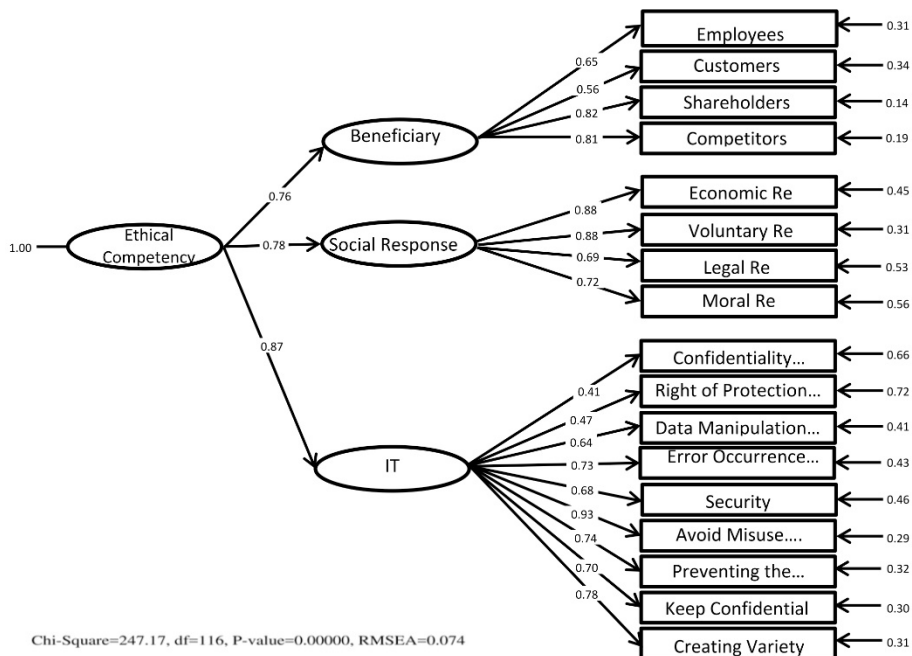 Employees
0.31
Customers
0.34
Shareholders
0.14
Competitors
0.19
0.65
0.56
0.82
0.81
Beneficiary
0.76
Economic Re
0.45
Voluntary Re
0.31
Legal Re
0.53
Moral Re
0.56
0.88
0.88
0.69
0.72
Social Response
0.78
1.00
Ethical
Competency
0.87
Confidentiality...
0.66
Right of Protection...
0.72
Data Manipulation...
0.41
Error Occurrence...
0.43
Security
0.46
Avoid Misuse....
0.29
Preventing the...
0.32
Keep Confidential
0.30
Creating Variety
0.31
0.41
0.47
0.64
0.73
0.68
0.93
0.74
0.70
0.78
IT
Chi-Square=247.17, df=116, P-value=0.00000, RMSEA=0.074